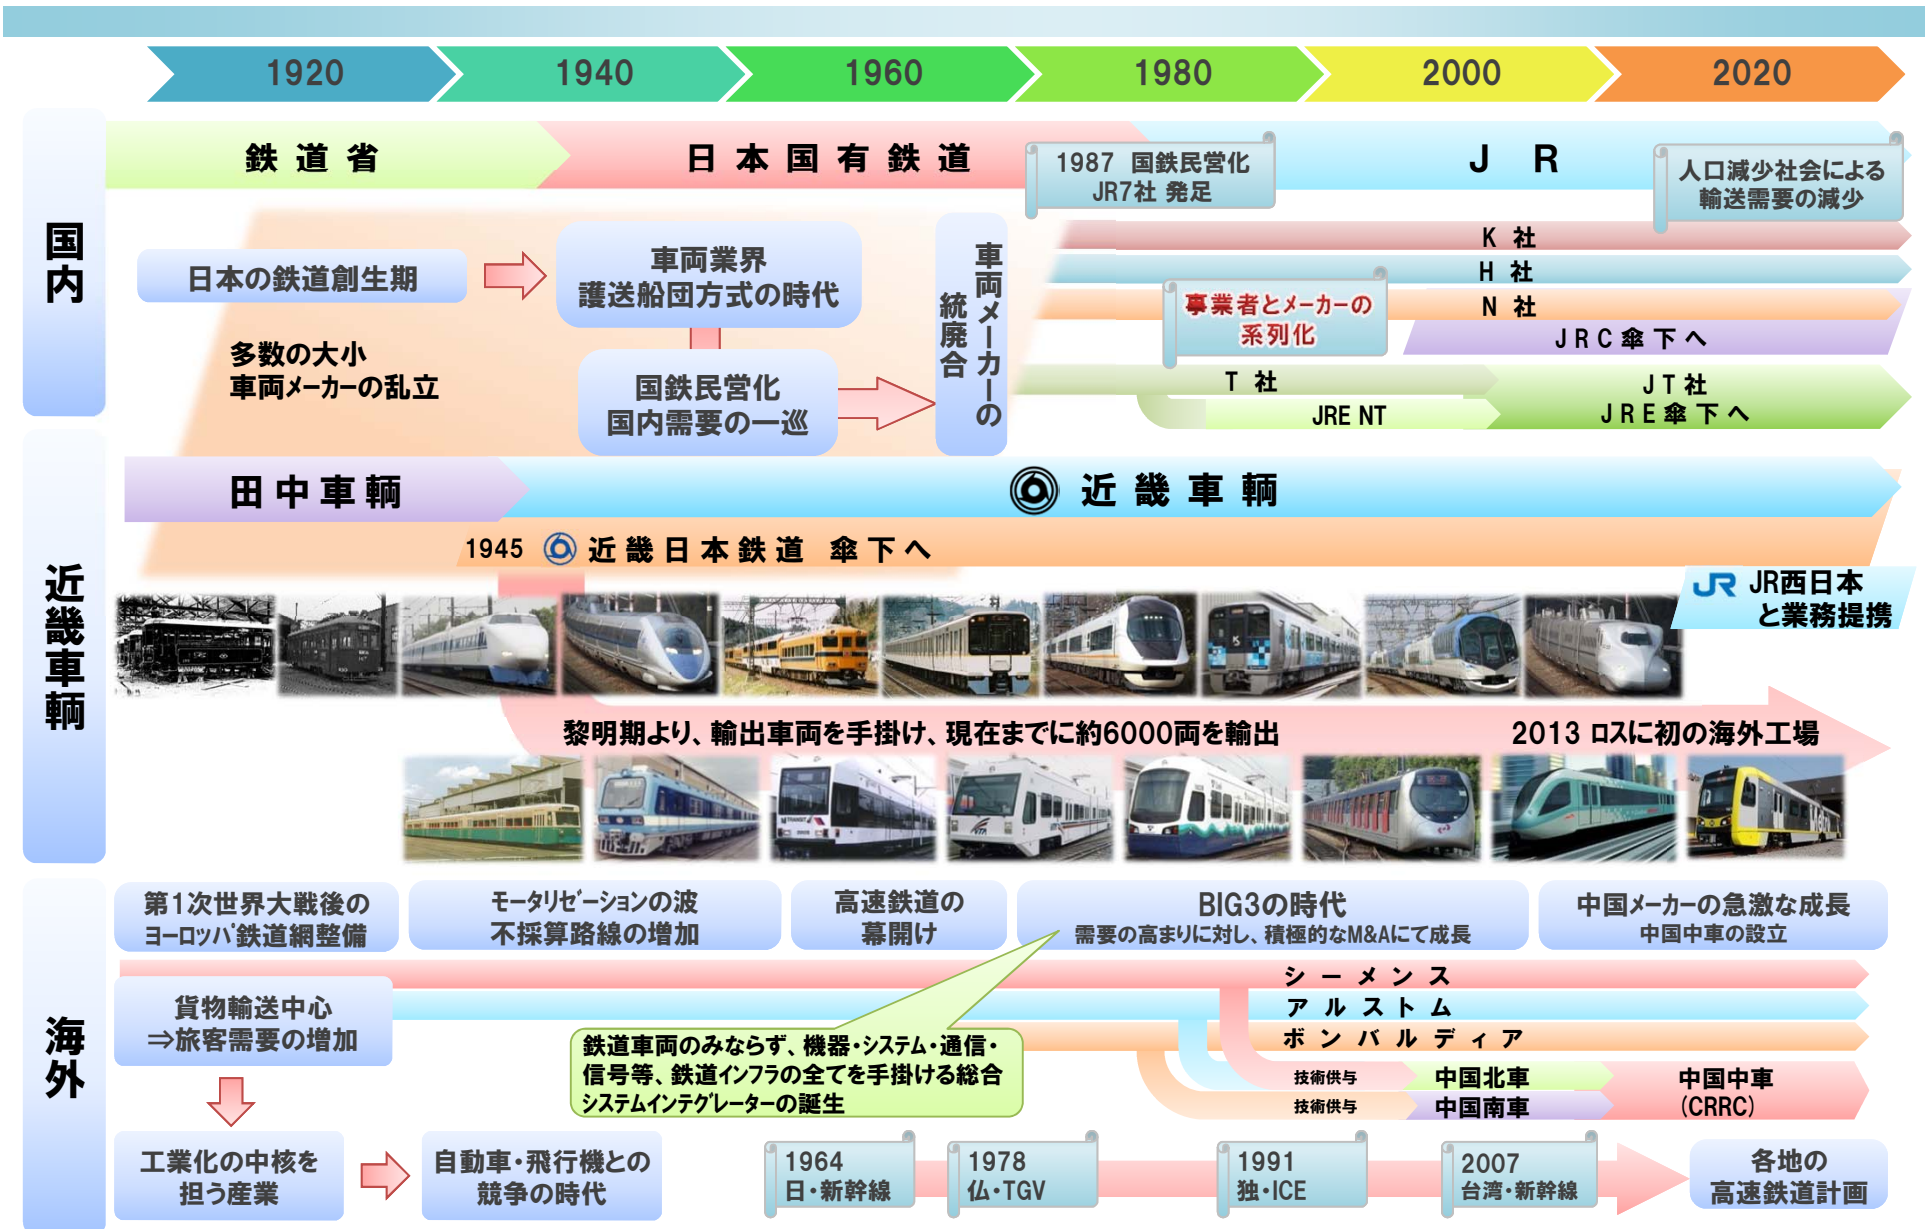 1920
1940
1960
1980
2000
2020
国内
鉄道省
日本国有鉄道
1987 国鉄民営化
JR7社 発足
JR
人口減少社会による
輸送需要の減少
日本の鉄道創生期
車両業界
護送船団方式の時代
多数の大小
車両メーカーの乱立
国鉄民営化
国内需要の一巡
車両メーカーの
統廃合
K 社
H 社
N 社
事業者とメーカーの
系列化
JRC傘下へ
T 社
JRE NT
JT社
JRE傘下へ
近畿車輌
田中車輌
近畿車輌
1945 近畿日本鉄道 傘下へ
JR JR西日本
と業務提携
黎明期より、輸出車両を手掛け、現在までに約6000両を輸出
2013 ロスに初の海外工場
海外
第1次世界大戦後の
ヨーロッパ鉄道網整備
モータリゼーションの波
不採算路線の増加
高速鉄道の
幕開け
BIG3の時代
需要の高まりに対し、積極的なM&Aにて成長
中国メーカーの急激な成長
中国中車の設立
シーメンス
アルストム
ボンバルディア
貨物輸送中心
⇒旅客需要の増加
鉄道車両のみならず、機器・システム・通信・
信号等、鉄道インフラの全てを手掛ける総合
システムインテグレーターの誕生
技術供与
中国北車
技術供与
中国南車
中国中車
(CRRC)
工業化の中核を
担う産業
自動車・飛行機との
競争の時代
1964
日・新幹線
1978
仏・TGV
1991
独・ICE
2007
台湾・新幹線
各地の
高速鉄道計画